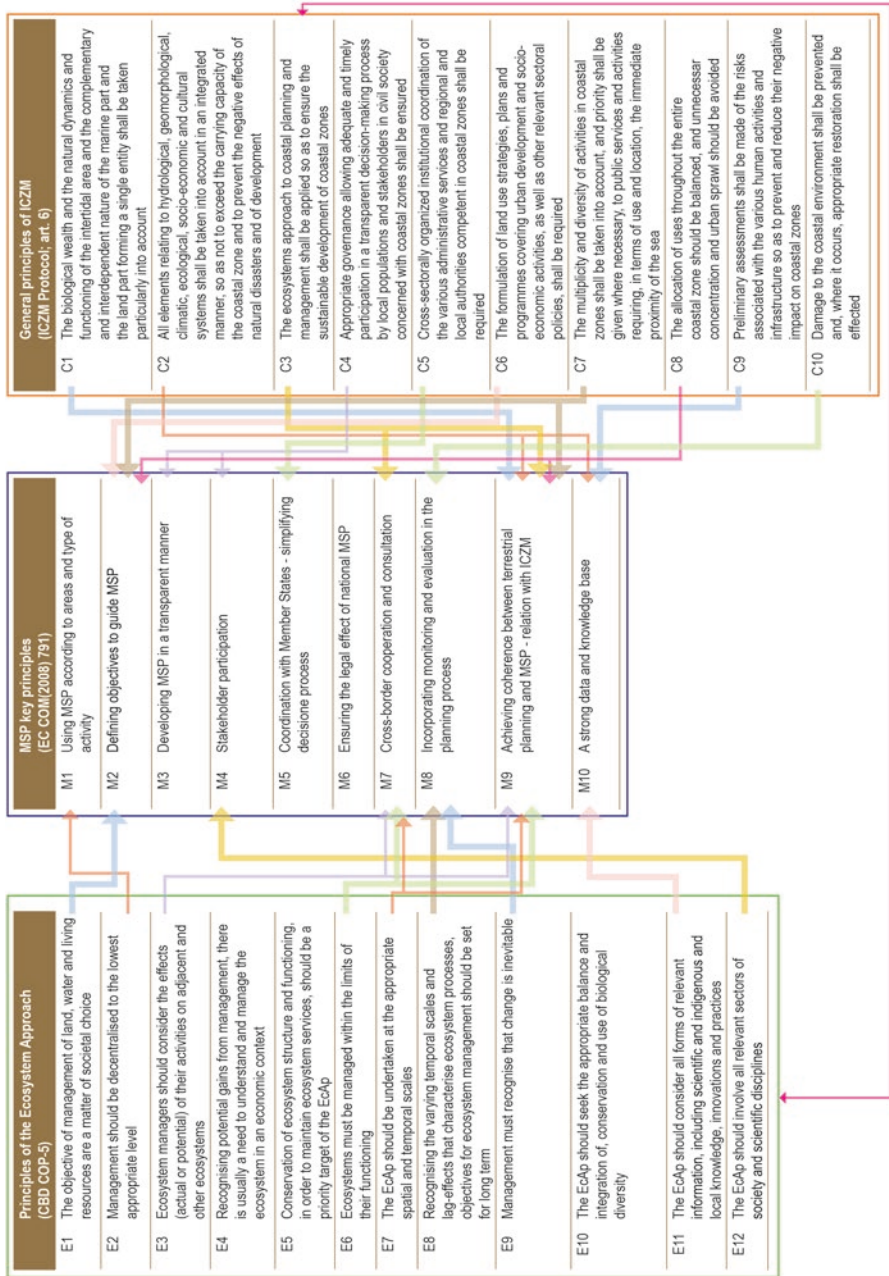 Principles of the Ecosystem Approach
(CBD COP-5)
E1 The objective of management of land, water and living
resources are a matter of societal choice
E2 Management should be decentralised to the lowest
appropriate level
E3 Ecosystem managers should consider the effects
(actual or potential) of their activities on adjacent and
other ecosystems
E4 Recognising potential gains from management, there
is usually a need to understand and manage the
ecosystem in an economic context
E5 Conservation of ecosystem structure and functioning,
in order to maintain ecosystem services, should be a
priority target of the EcAp
E6 Ecosystems must be managed within the limits of
their functioning
E7 The EcAp should be undertaken at the appropriate
spatial and temporal scales
E8 Recognising the varying temporal scales and
lag-effects that characterise ecosystem processes,
objectives for ecosystem management should be set
for long term
E9 Management must recognise that change is inevitable
E10 The EcAp should seek the appropriate balance and
integration of, conservation and use of biological
diversity
E11 The EcAp should consider all forms of relevant
information, including scientific and indigenous and
local knowledge, innovations and practices
E12 The EcAp should involve all relevant sectors of
society and scientific disciplines
MSP key principles
(EC COM(2008) 791)
M1 Using MSP according to areas and type of
activity
M2 Defining objectives to guide MSP
M3 Developing MSP in a transparent manner
M4 Stakeholder participation
M5 Coordination with Member States - simplifying
decisione process
M6 Ensuring the legal effect of national MSP
M7 Cross-border cooperation and consultation
M8 Incorporating monitoring and evaluation in the
planning process
M9 Achieving coherence between terrestrial
planning and MSP - relation with ICZM
M10 A strong data and knowledge base
General principles of ICZM
(ICZM Protocol; art. 6)
C1 The biological wealth and the natural dynamics and
functioning of the intertidal area and the complementary
and interdependent nature of the marine part and
the land part forming a single entity shall be taken
particularly into account
C2 All elements relating to hydrological, geomorphological,
climatic, ecological, socio-economic and cultural
systems shall be taken into account in an integrated
manner, so as not to exceed the carrying capacity of
the coastal zone and to prevent the negative effects of
natural disasters and of development
C3 The ecosystems approach to coastal planning and
management shall be applied so as to ensure the
sustainable development of coastal zones
C4 Appropriate governance allowing adequate and timely
participation in a transparent decision-making process
by local populations and stakeholders in civil society
concerned with coastal zones shall be ensured
C5 Cross-sectorally organized institutional coordination of
the various administrative services and regional and
local authorities competent in coastal zones shall be
required
C6 The formulation of land use strategies, plans and
programmes covering urban development and socio-
economic activities, as well as other relevant sectoral
policies, shall be required
C7 The multiplicity and diversity of activities in coastal
zones shall be taken into account, and priority shall be
given where necessary, to public services and activities
requiring, in terms of use and location, the immediate
proximity of the sea
C8 The allocation of uses throughout the entire
coastal zone should be balanced, and unnecessar
concentration and urban sprawl should be avoided
C9 Preliminary assessments shall be made of the risks
associated with the various human activities and
infrastructure so as to prevent and reduce their negative
impact on coastal zones
C10 Damage to the coastal environment shall be prevented
and, where it occurs, appropriate restoration shall be
effected